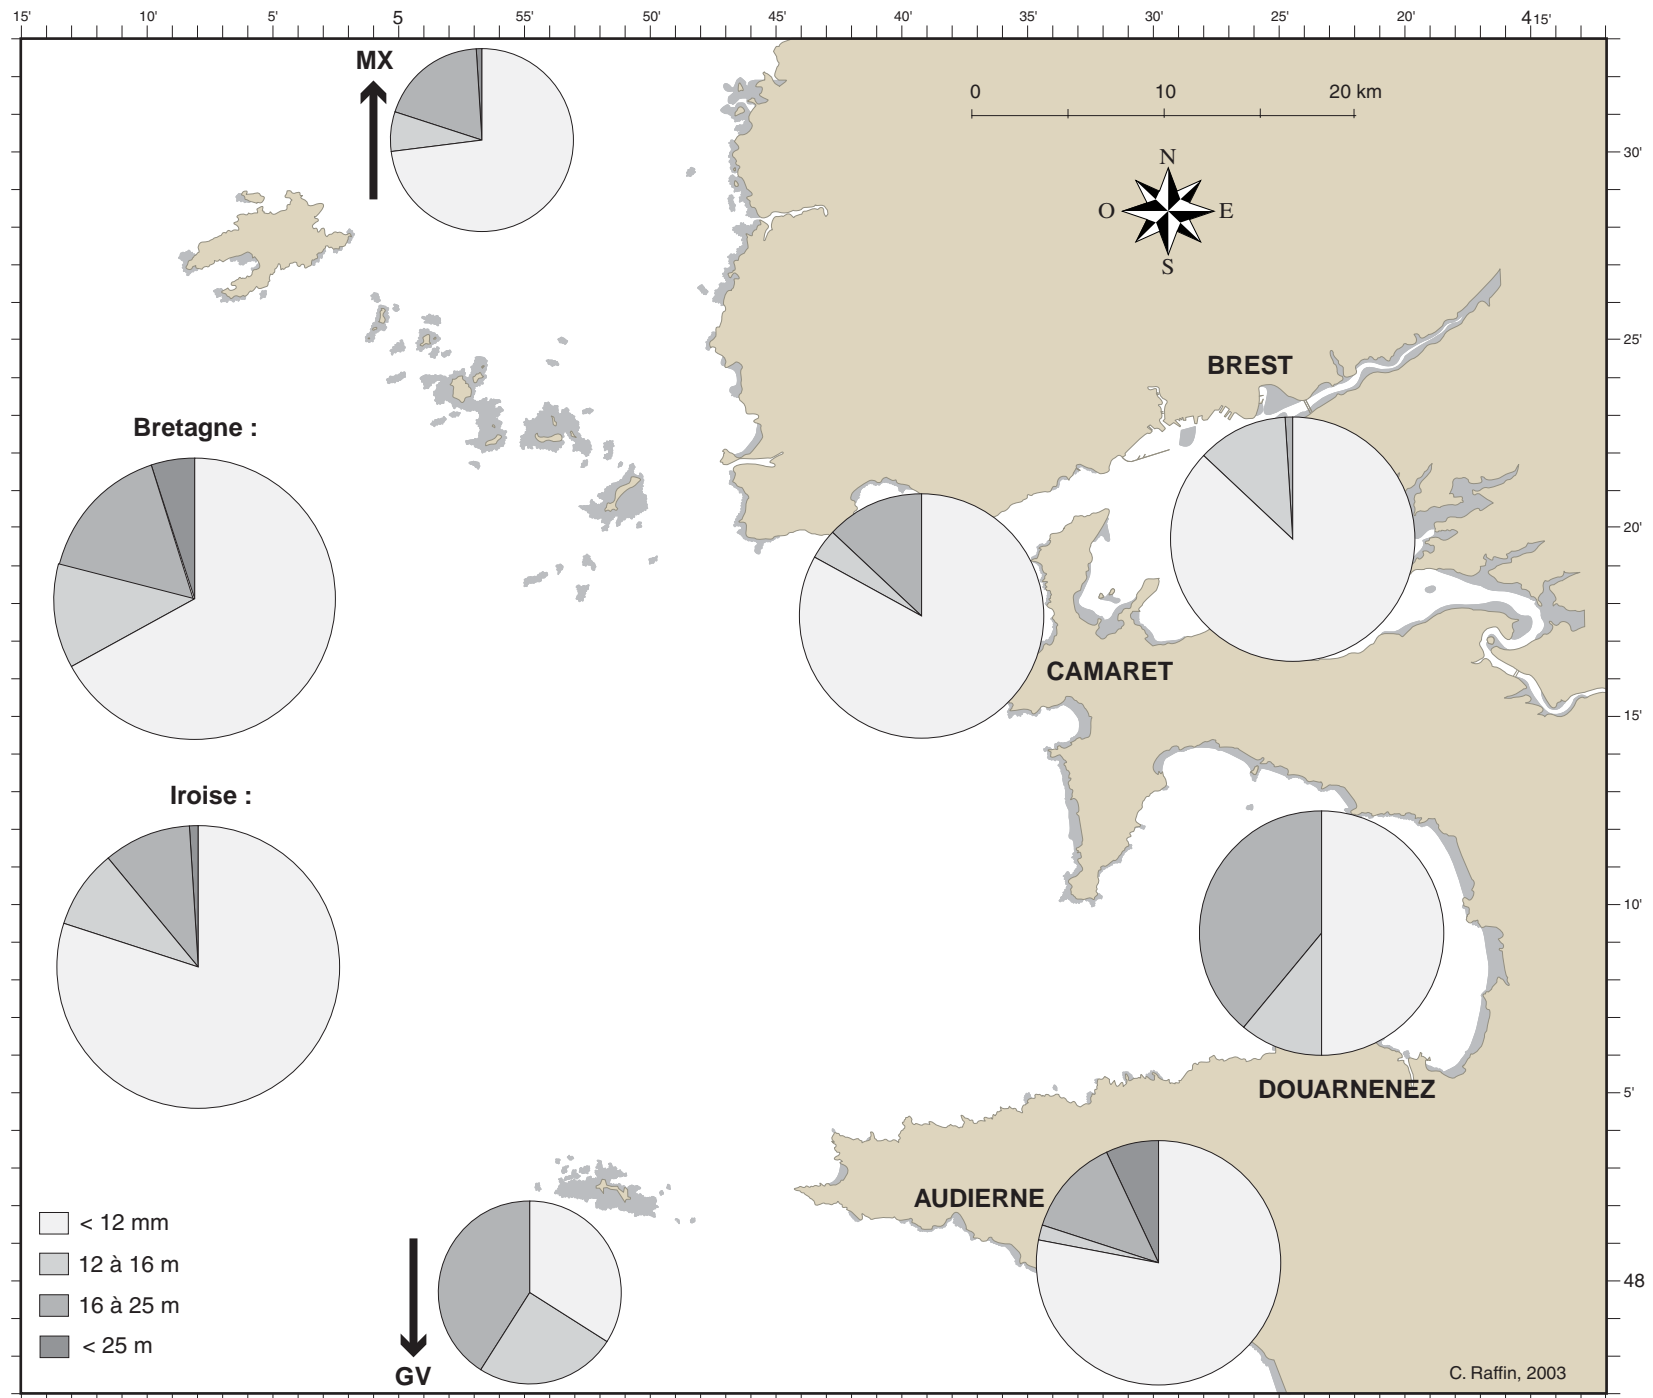 15' 10' 5' 5 55' 50' 45' 40' 35' 30' 25' 20' 4 15'
MX
0 10 20 km
N
O E
S
30'
25'
BREST
Bretagne :
20'
CAMARET
15'
Iroise :
10'
DOUARNENEZ
5'
AUDIERNE
< 12 mm
12 à 16 m
16 à 25 m
< 25 m
48
GV
C. Raffin, 2003